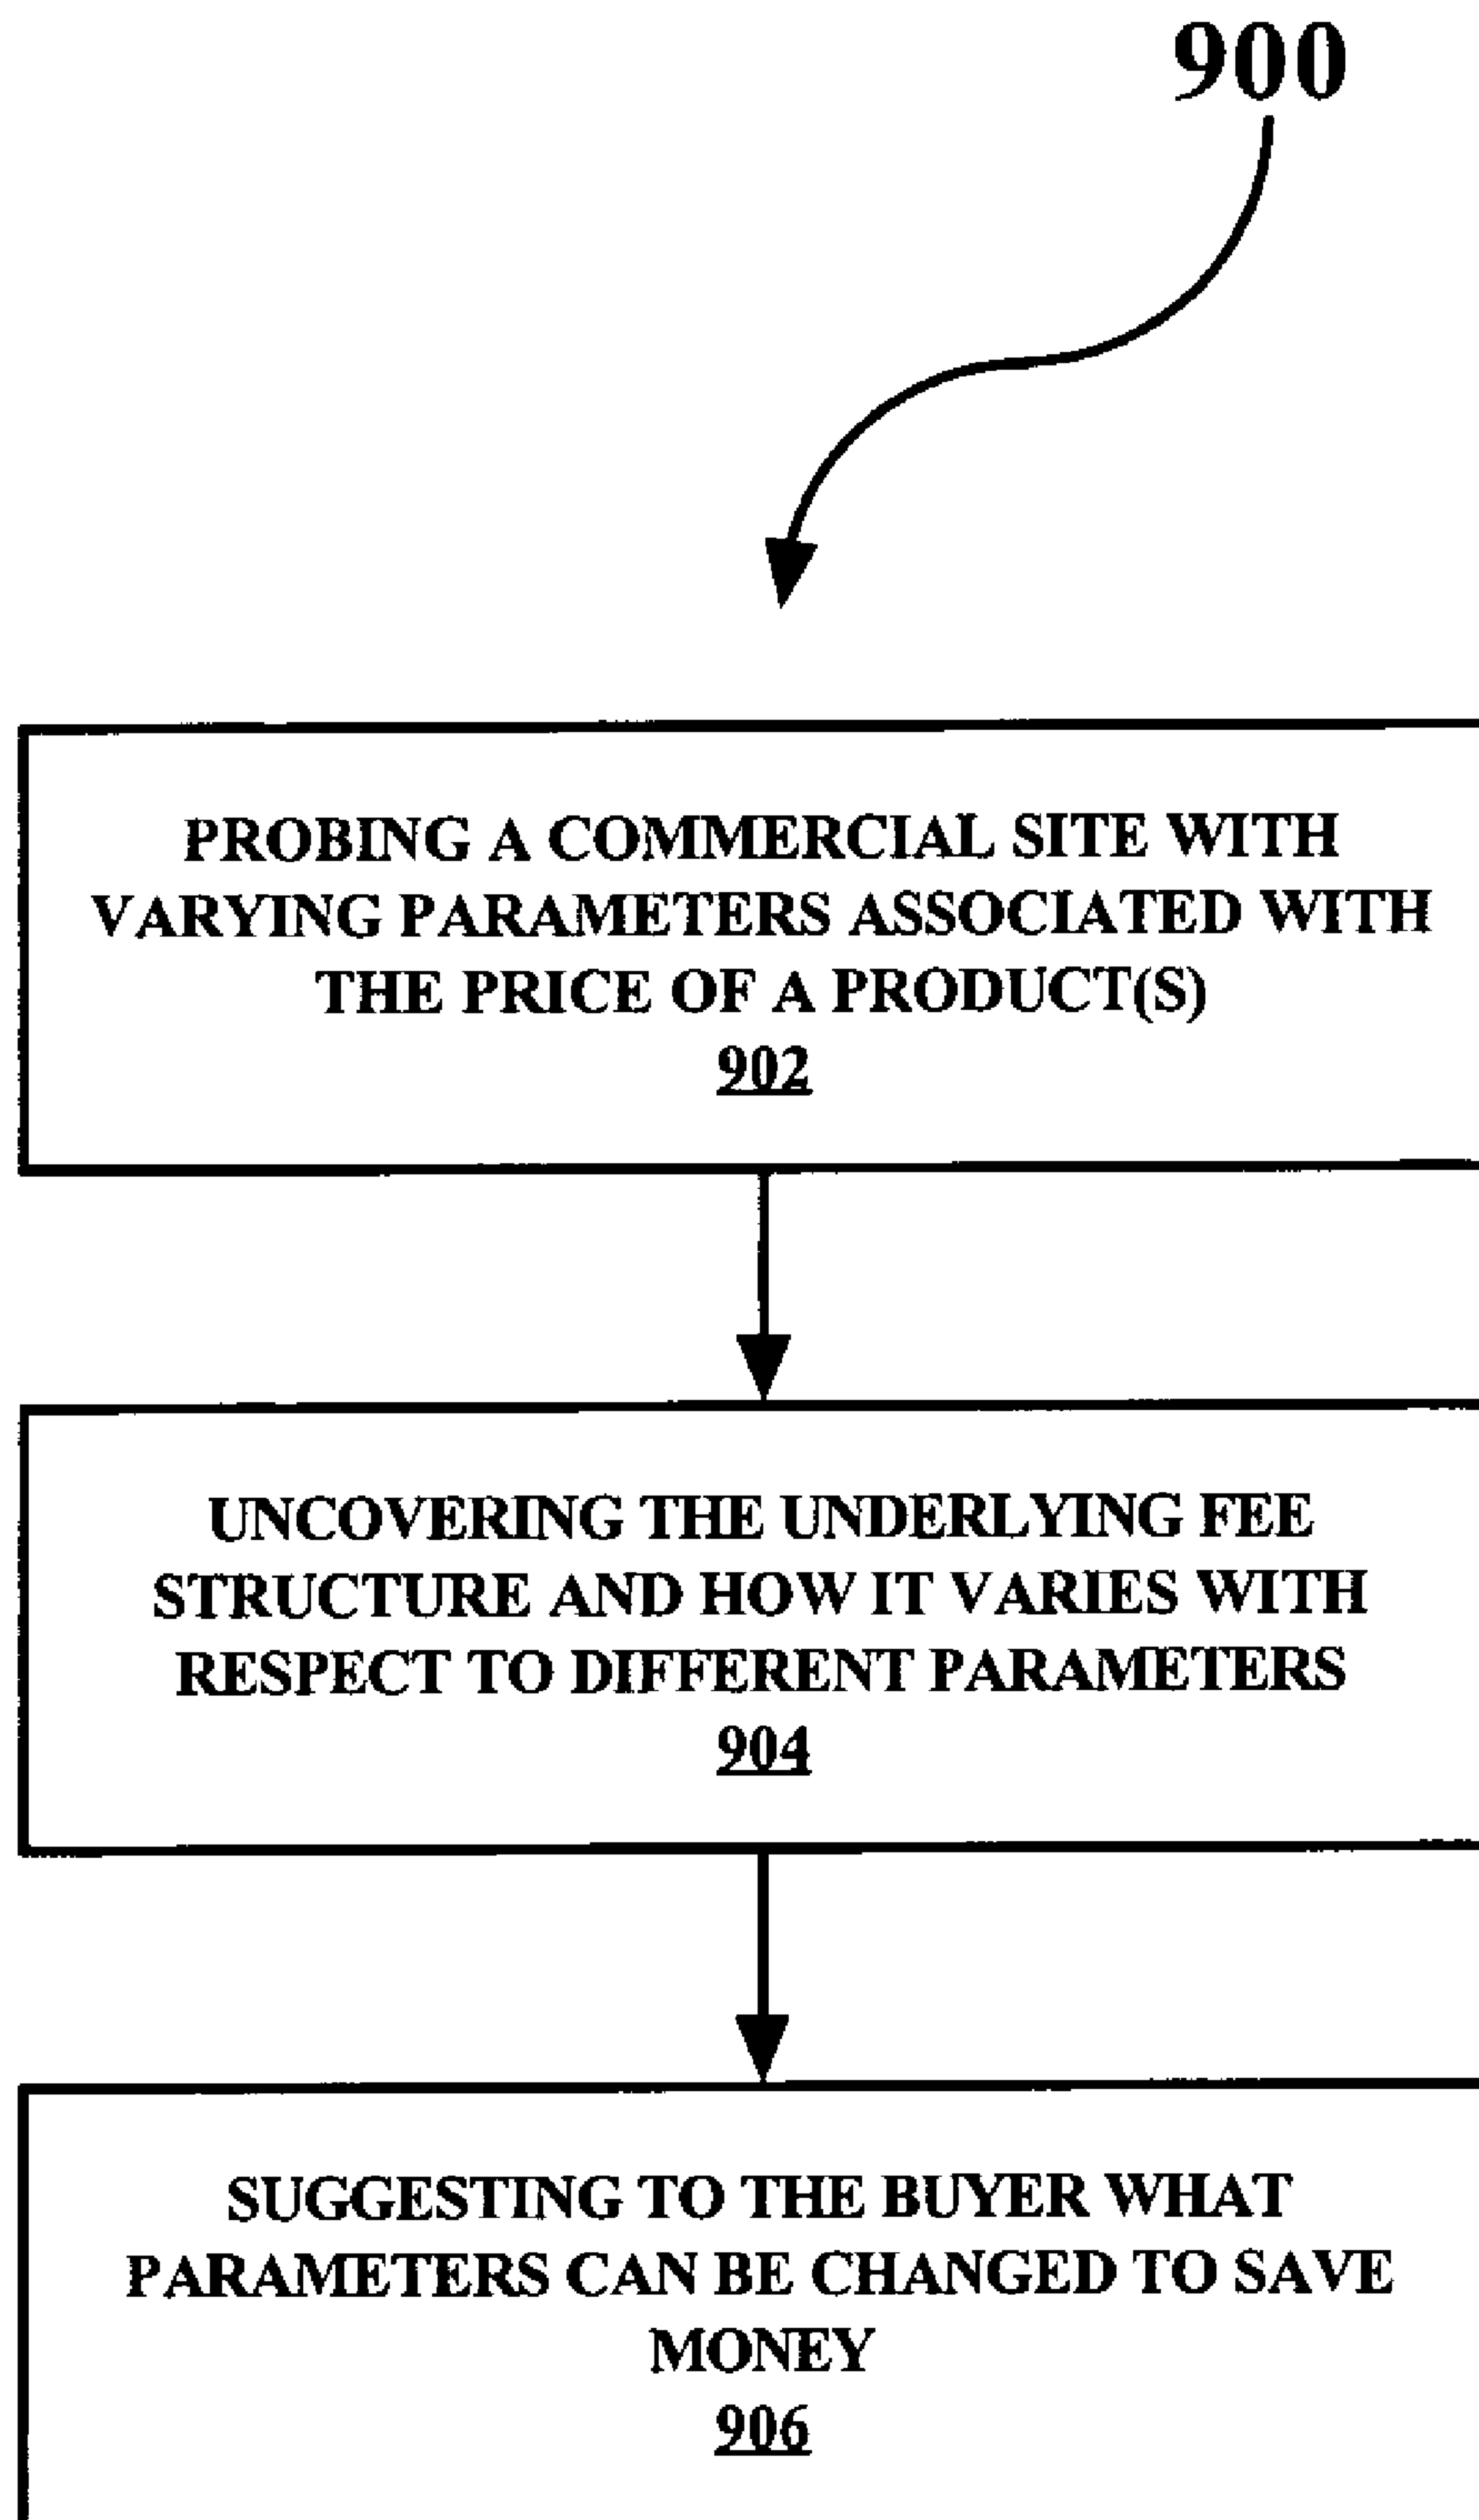 900
PROBING A COMMERCIAL SITE WITH
VARYING PARAMETERS ASSOCIATED WITH
THE PRICE OF A PRODUCT(S)
902
UNCOVERING THE UNDERLYING FEE
STRUCTURE AND HOW IT VARIES WITH
RESPECT TO DIFFERENT PARAMETERS
904
SUGGESTING TO THE BUYER WHAT
PARAMETERS CAN BE CHANGED TO SAVE
MONEY
906